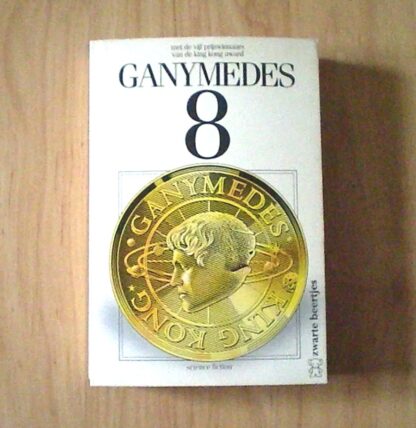 met de vijf prijswinnaars
van de king kong award
GANYMEDES
8
· GANYMEDES ·
& KING KONG
science fiction
zwarte beertjes